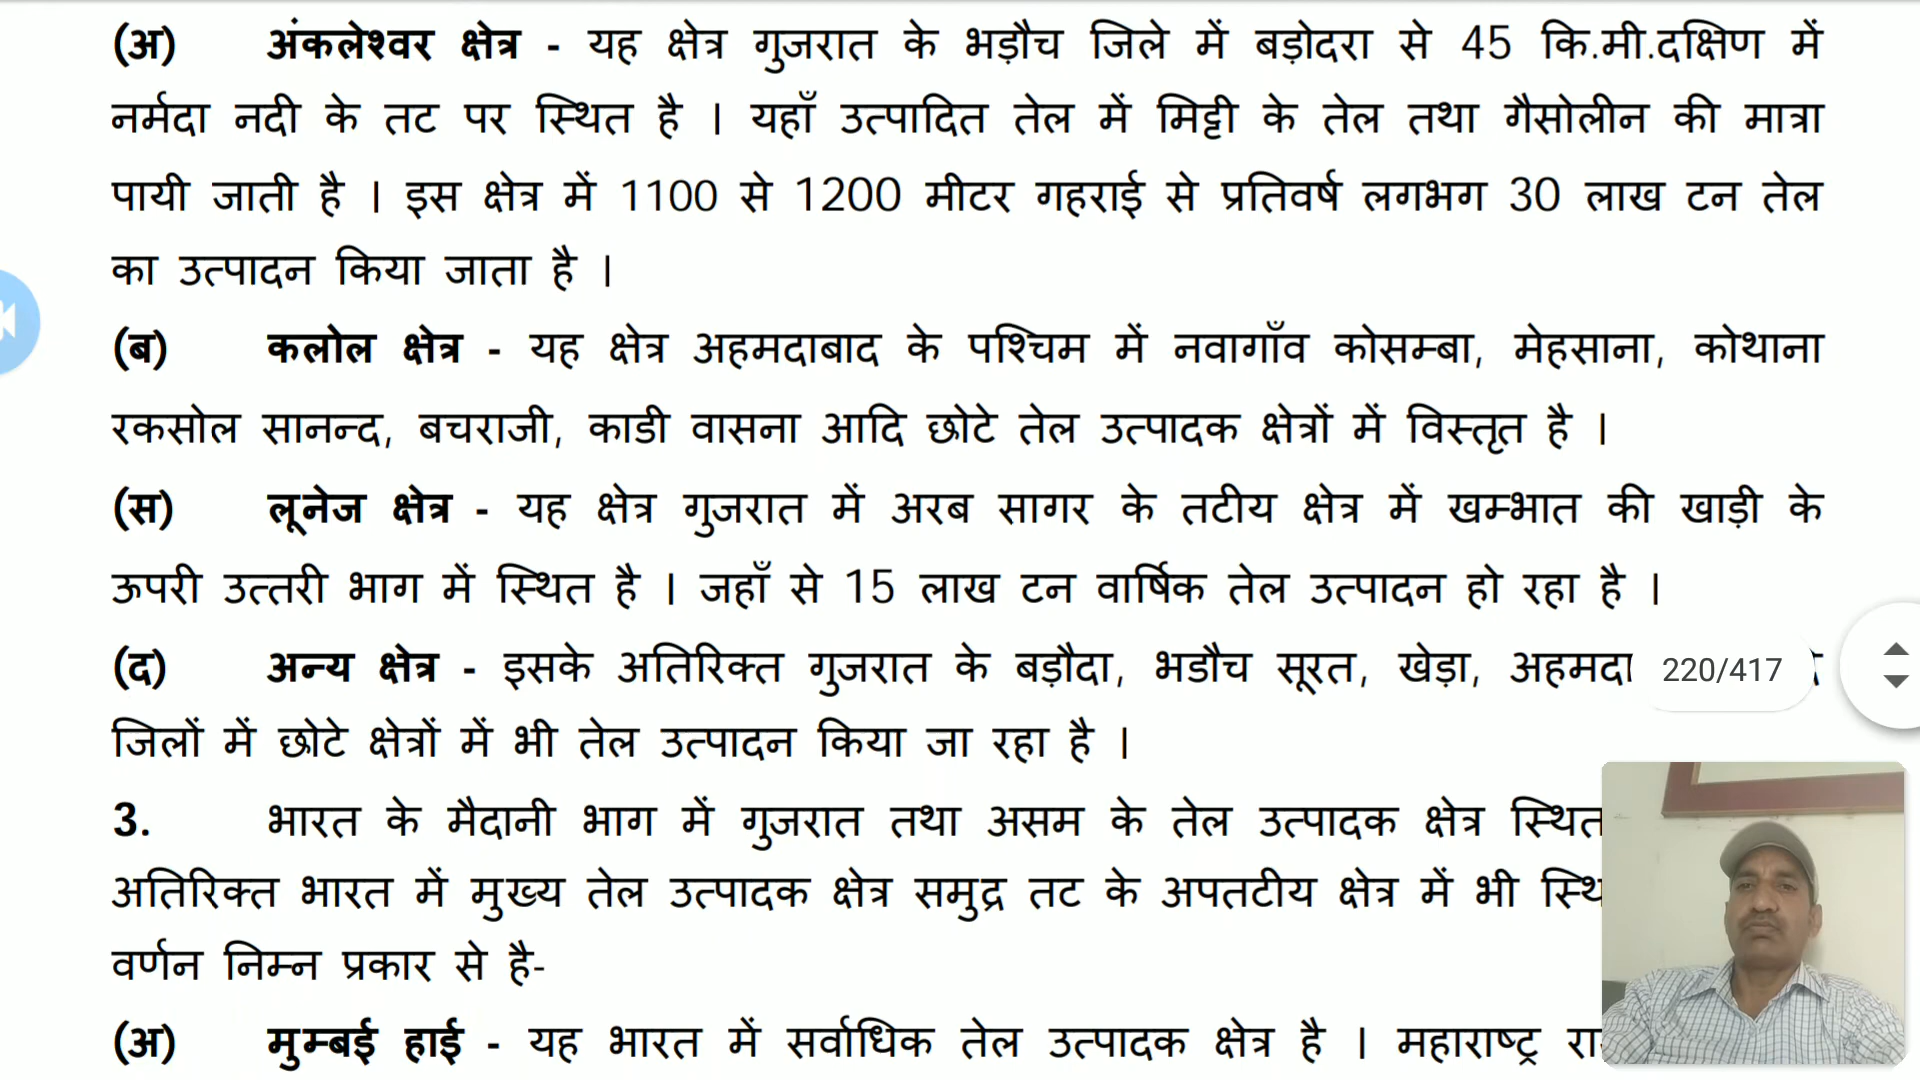 (अ) अंकलेश्वर क्षेत्र - यह क्षेत्र गुजरात के भड़ौच जिले में बड़ोदरा से 45 कि.मी.दक्षिण में
नर्मदा नदी के तट पर स्थित है । यहाँ उत्पादित तेल में मिट्टी के तेल तथा गैसोलीन की मात्रा
पायी जाती है । इस क्षेत्र में 1100 से 1200 मीटर गहराई से प्रतिवर्ष लगभग 30 लाख टन तेल
का उत्पादन किया जाता है ।
(ब) कलोल क्षेत्र - यह क्षेत्र अहमदाबाद के पश्चिम में नवागाँव कोसम्बा, मेहसाना, कोथाना
रकसोल सानन्द, बचराजी, काडी वासना आदि छोटे तेल उत्पादक क्षेत्रों में विस्तृत है ।
(स) लूनेज क्षेत्र - यह क्षेत्र गुजरात में अरब सागर के तटीय क्षेत्र में खम्भात की खाड़ी के
ऊपरी उत्तरी भाग में स्थित है । जहाँ से 15 लाख टन वार्षिक तेल उत्पादन हो रहा है ।
(द) अन्य क्षेत्र - इसके अतिरिक्त गुजरात के बड़ौदा, भडौच सूरत, खेड़ा, 220/417
जिलों में छोटे क्षेत्रों में भी तेल उत्पादन किया जा रहा है ।
3. भारत के मैदानी भाग में गुजरात तथा असम के तेल उत्पादक क्षेत्र स्थित
अतिरिक्त भारत में मुख्य तेल उत्पादक क्षेत्र समुद्र तट के अपतटीय क्षेत्र में भी
वर्णन निम्न प्रकार से है-
(अ) मुम्बई हाई - यह भारत में सर्वाधिक तेल उत्पादक क्षेत्र है । महाराष्ट्र